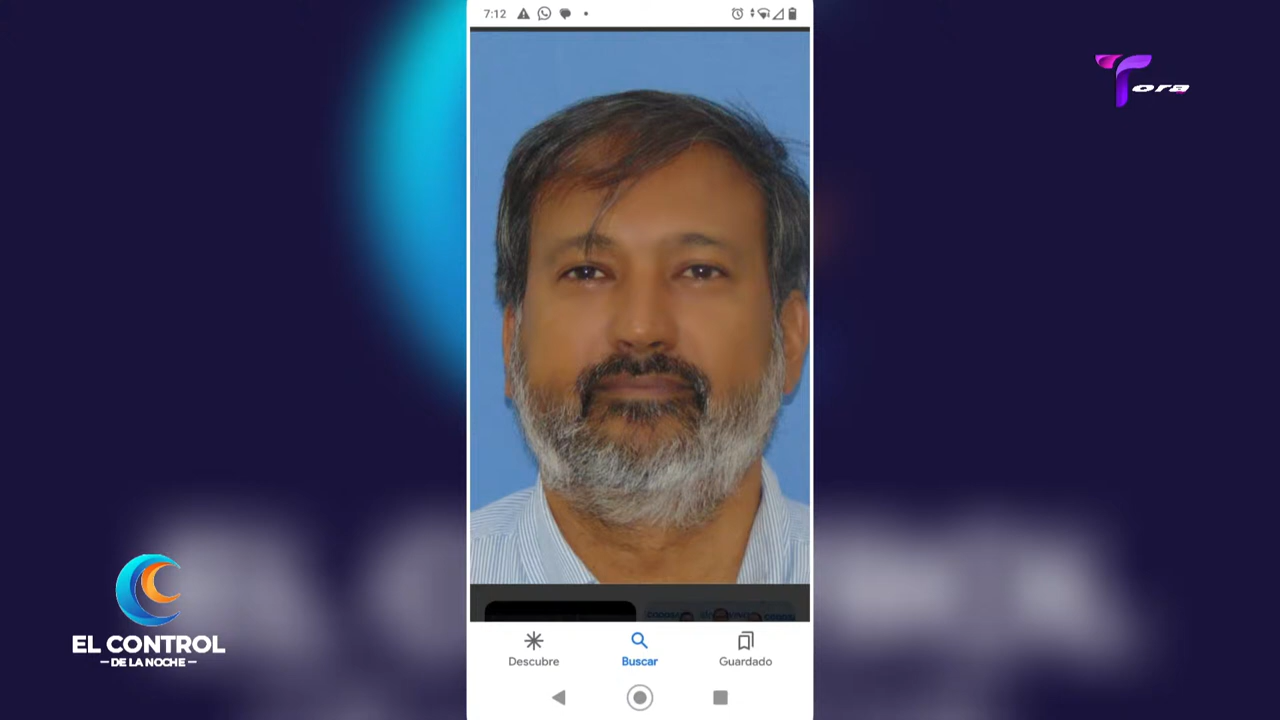 7:12
Tora
EL CONTROL
DE LA NOCHE
Descubre
Buscar
Guardado